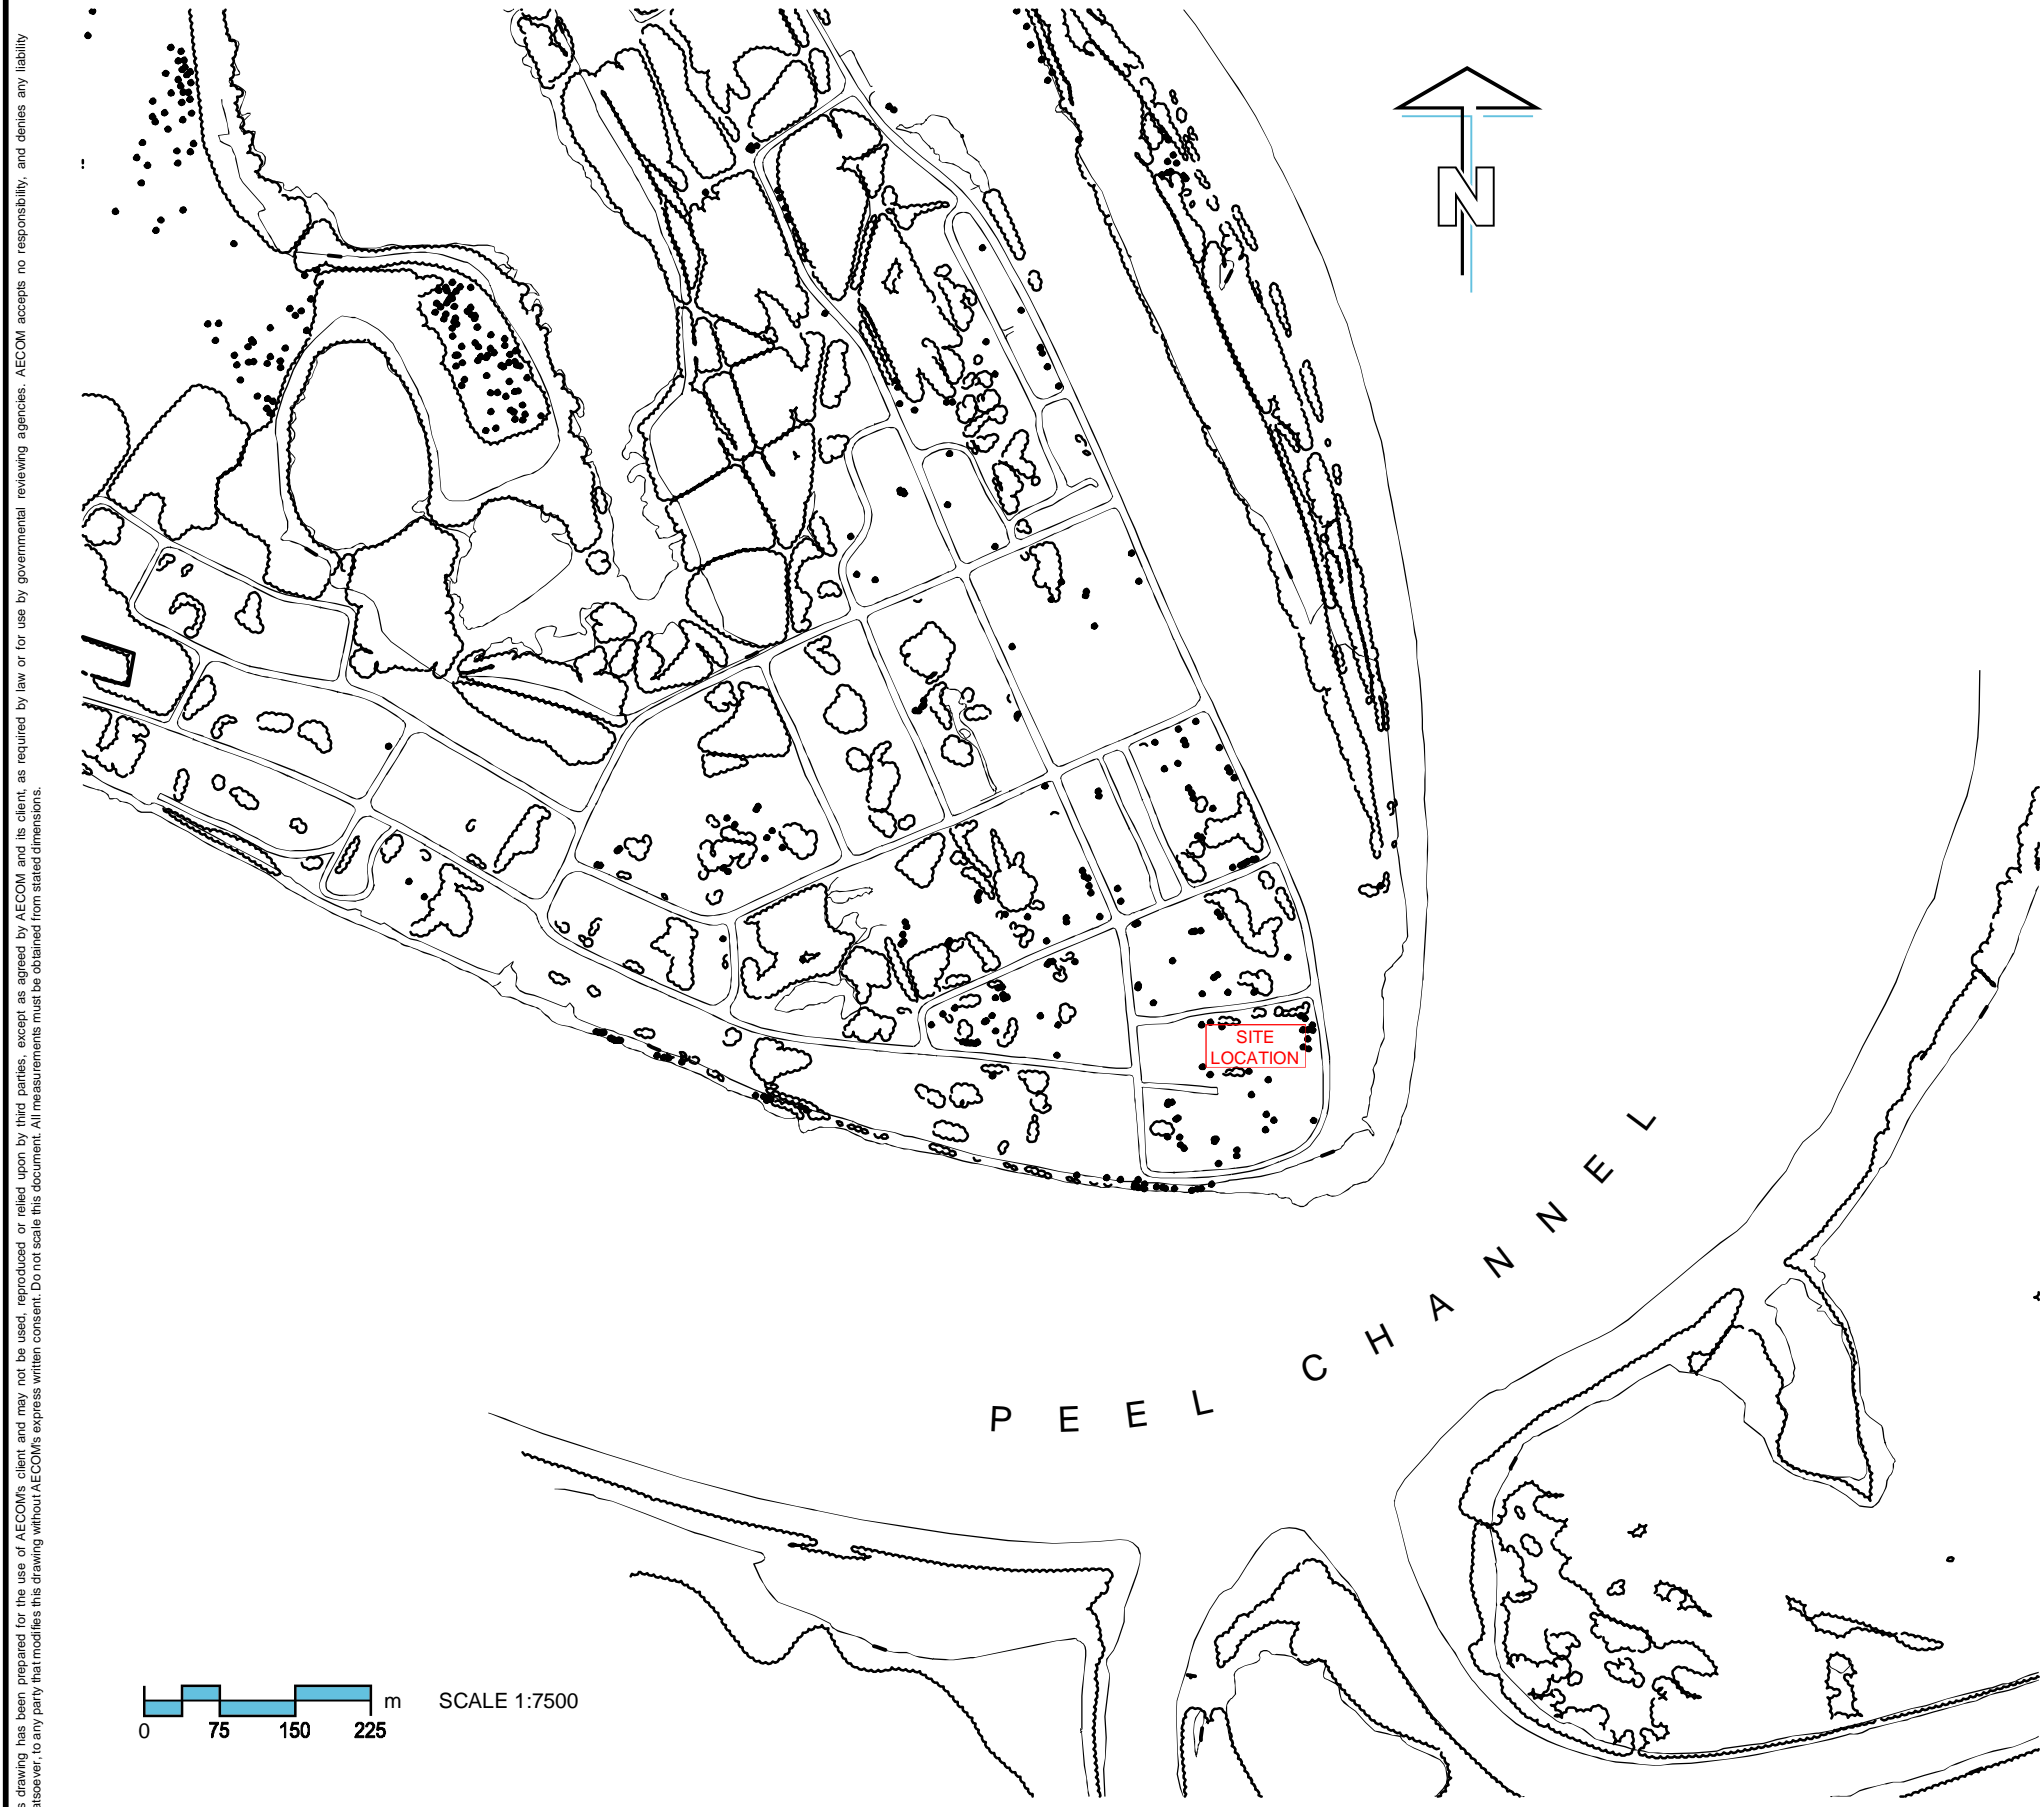 s drawing has been prepared for the use of AECOM's client and may not be used, reproduced or relied upon by third parties, except as agreed by AECOM and its client, as required by law or for use by governmental reviewing agencies. AECOM accepts no responsibility, and denies any liability
atsoever, to any party that modifies this drawing without AECOM's express written consent. Do not scale this document. All measurements must be obtained from stated dimensions.
N
SITE
LOCATION
PEEL CHANNEL
m SCALE 1:7500
0 75 150 225